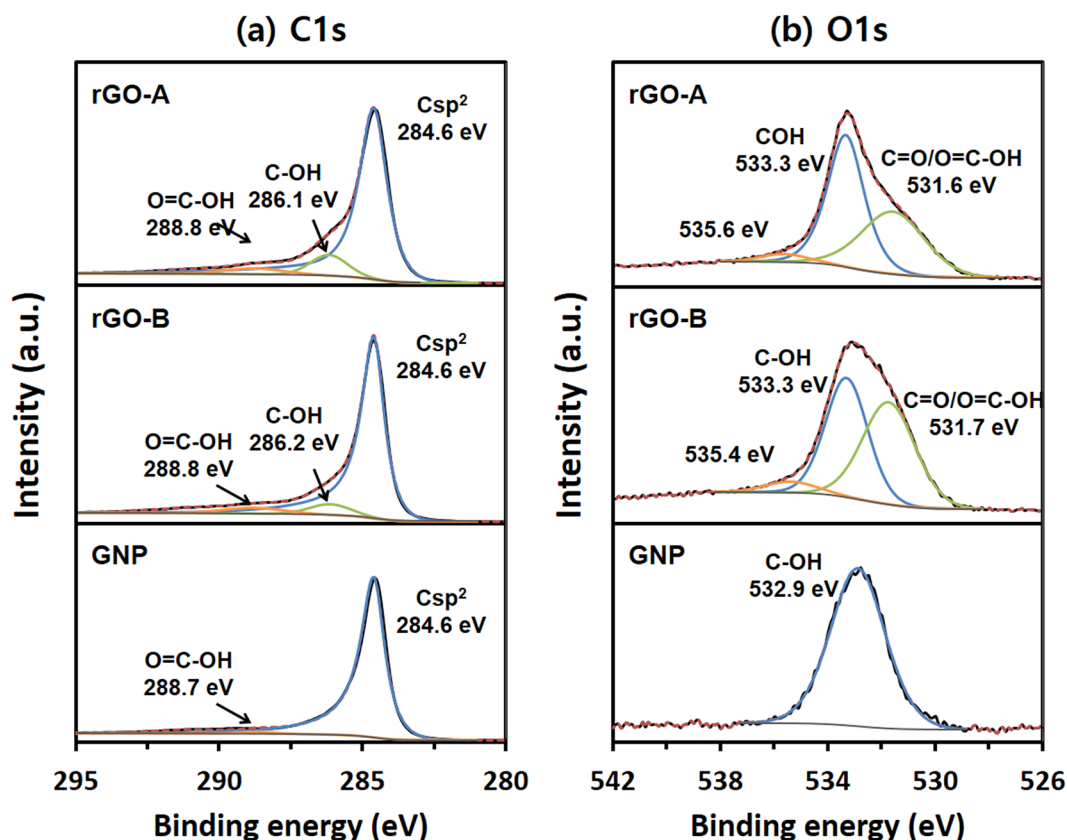 (a) C1s
rGO-A
Csp²
284.6 eV
C-OH
286.1 eV
O=C-OH
288.8 eV
rGO-B
Csp²
284.6 eV
C-OH
286.2 eV
O=C-OH
288.8 eV
GNP
Csp²
284.6 eV
O=C-OH
288.7 eV
Intensity (a.u.)
295 290 285 280
Binding energy (eV)
(b) O1s
rGO-A
COH
533.3 eV
C=O/O=C-OH
531.6 eV
535.6 eV
rGO-B
C-OH
533.3 eV
C=O/O=C-OH
531.7 eV
535.4 eV
GNP
C-OH
532.9 eV
Intensity (a.u.)
542 538 534 530 526
Binding energy (eV)